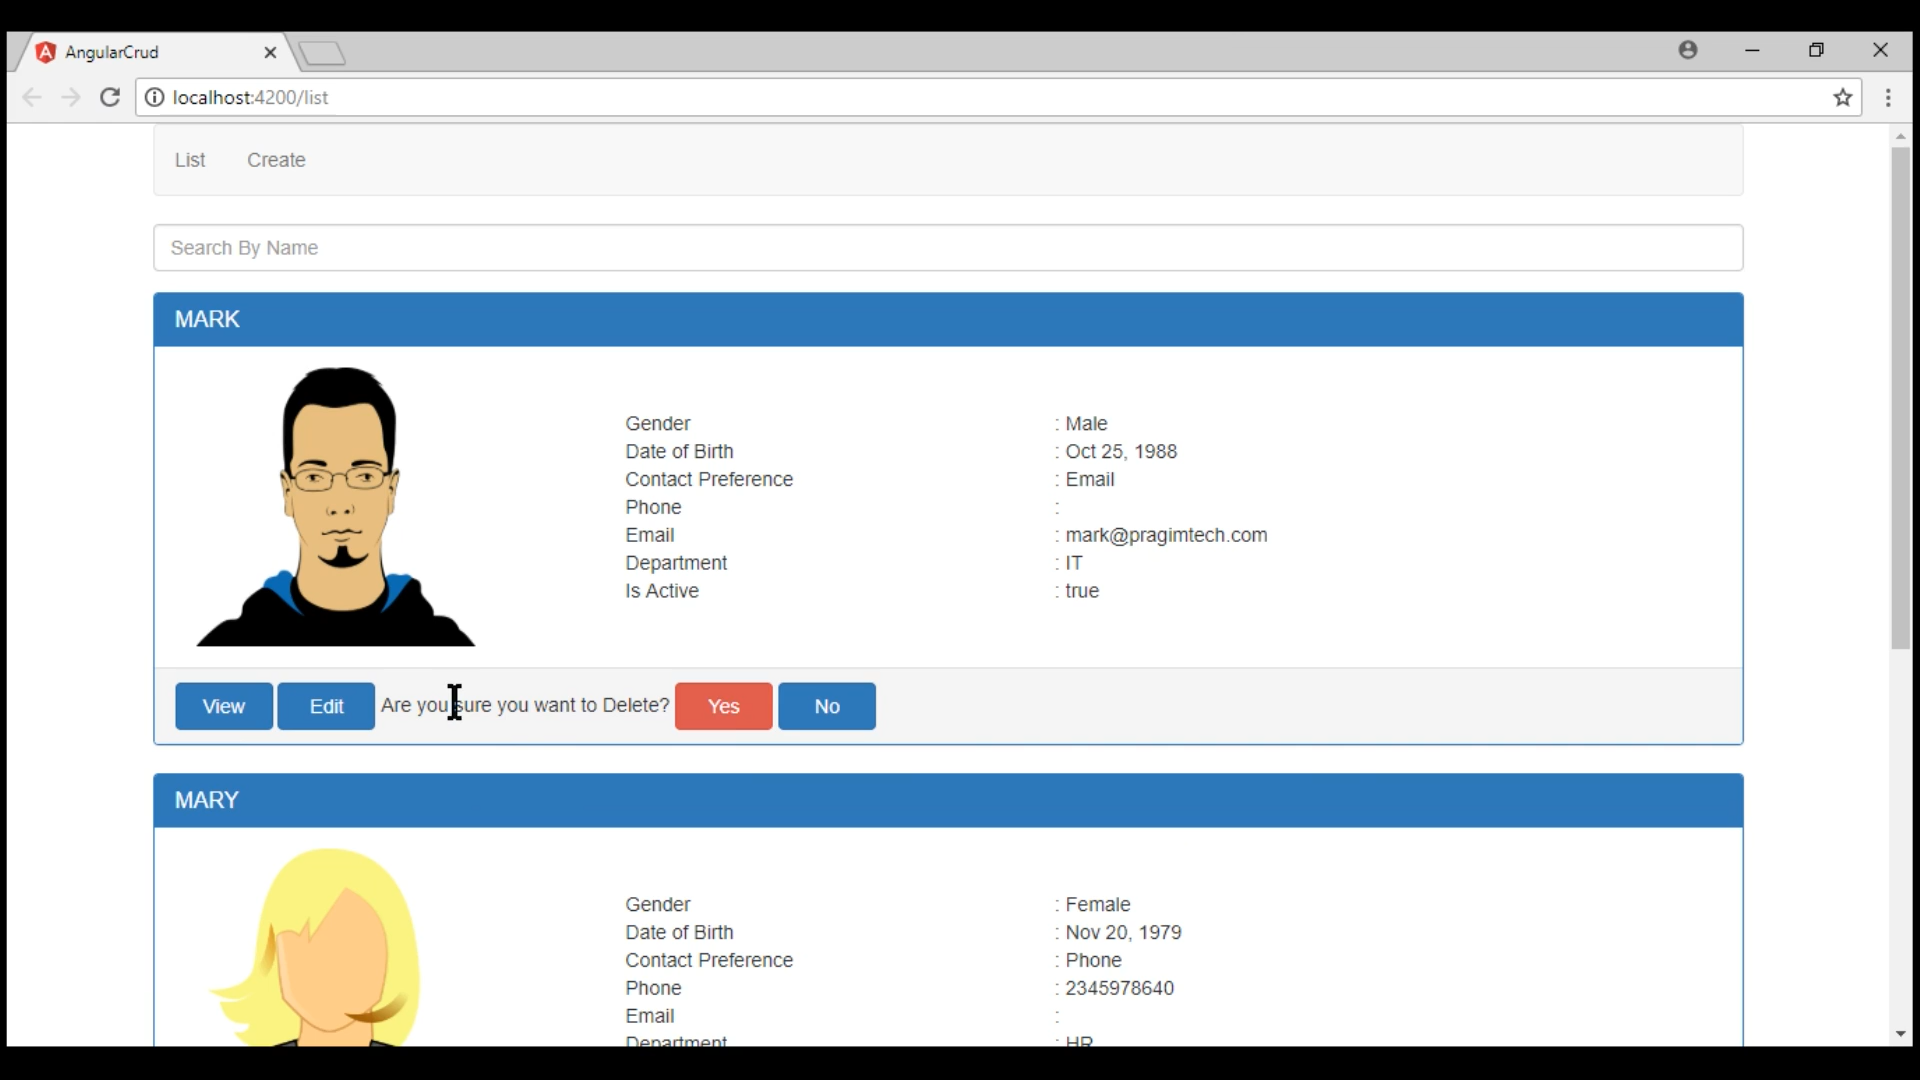 AngularCrud
localhost:4200/list
List Create
Search By Name
MARK
Gender : Male
Date of Birth : Oct 25, 1988
Contact Preference : Email
Phone :
Email : mark@pragimtech.com
Department : IT
Is Active : true
View Edit Are you sure you want to Delete? Yes No
MARY
Gender : Female
Date of Birth : Nov 20, 1979
Contact Preference : Phone
Phone : 2345978640
Email :
Department : HR